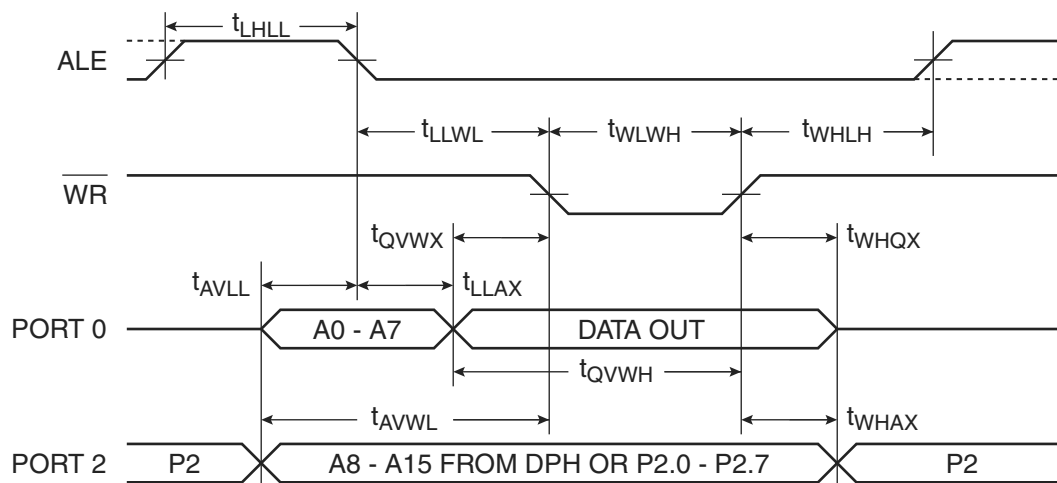 tLHLL
ALE
tLLWL tWLWH tWHLH
WR
tQVWX tWHQX
tAVLL tLLAX
PORT 0 A0 - A7 DATA OUT
tQVWH
tAVWL tWHAX
PORT 2 P2 A8 - A15 FROM DPH OR P2.0 - P2.7 P2